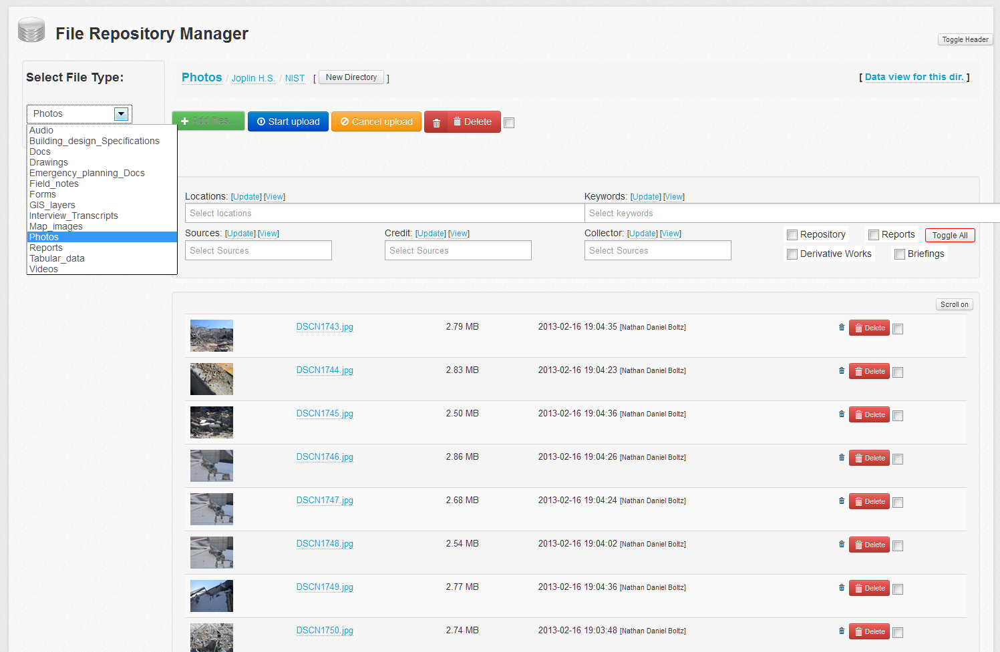 File Repository Manager
Toggle Header
Select File Type:
Photos / Joplin H.S. / NIST [ New Directory ]
[ Data view for this dir. ]
Photos
Add files...
Start upload
Cancel upload
Delete
Audio
Building_design_Specifications
Docs
Drawings
Emergency_planning_Docs
Field_notes
Forms
GIS_layers
Interview_Transcripts
Map_images
Photos
Reports
Tabular_data
Videos
Locations: [Update] [View]
Select locations
Keywords: [Update] [View]
Select keywords
Sources: [Update] [View]
Select Sources
Credit: [Update] [View]
Select Sources
Collector: [Update] [View]
Select Sources
Repository
Reports
Toggle All
Derivative Works
Briefings
Scroll on
DSCN1743.jpg 2.79 MB 2013-02-16 19:04:35 [Nathan Daniel Boltz] Delete
DSCN1744.jpg 2.83 MB 2013-02-16 19:04:23 [Nathan Daniel Boltz] Delete
DSCN1745.jpg 2.50 MB 2013-02-16 19:04:36 [Nathan Daniel Boltz] Delete
DSCN1746.jpg 2.86 MB 2013-02-16 19:04:26 [Nathan Daniel Boltz] Delete
DSCN1747.jpg 2.68 MB 2013-02-16 19:04:24 [Nathan Daniel Boltz] Delete
DSCN1748.jpg 2.54 MB 2013-02-16 19:04:02 [Nathan Daniel Boltz] Delete
DSCN1749.jpg 2.77 MB 2013-02-16 19:04:36 [Nathan Daniel Boltz] Delete
DSCN1750.jpg 2.74 MB 2013-02-16 19:03:48 [Nathan Daniel Boltz] Delete